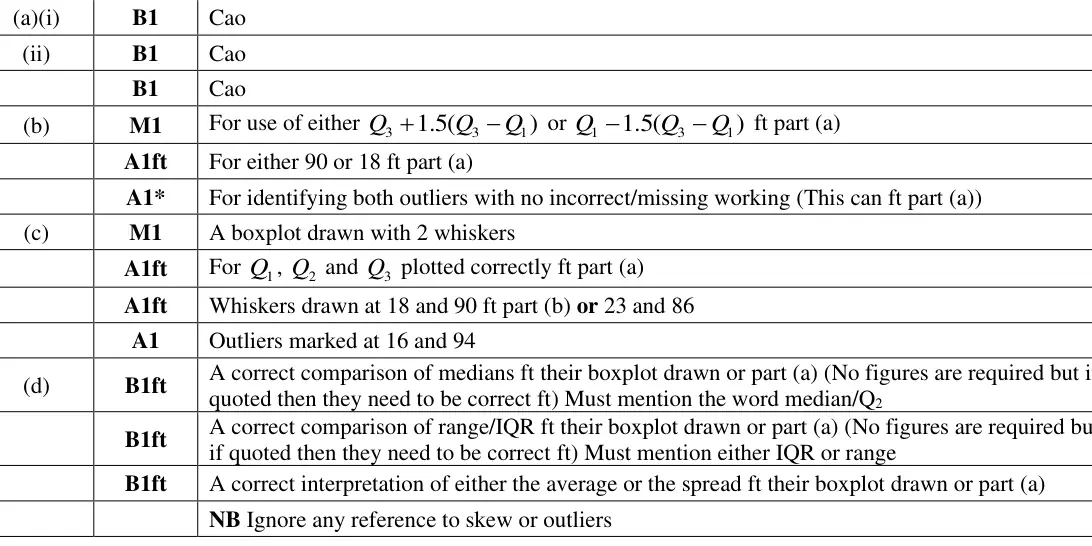 (a)(i) B1 Cao
(ii) B1 Cao
B1 Cao
(b) M1 For use of either Q₃ + 1.5(Q₃ − Q₁) or Q₁ − 1.5(Q₃ − Q₁) ft part (a)
A1ft For either 90 or 18 ft part (a)
A1* For identifying both outliers with no incorrect/missing working (This can ft part (a))
(c) M1 A boxplot drawn with 2 whiskers
A1ft For Q₁, Q₂ and Q₃ plotted correctly ft part (a)
A1ft Whiskers drawn at 18 and 90 ft part (b) or 23 and 86
A1 Outliers marked at 16 and 94
(d) B1ft A correct comparison of medians ft their boxplot drawn or part (a) (No figures are required but
quoted then they need to be correct ft) Must mention the word median/Q₂
B1ft A correct comparison of range/IQR ft their boxplot drawn or part (a) (No figures are required
if quoted then they need to be correct ft) Must mention either IQR or range
B1ft A correct interpretation of either the average or the spread ft their boxplot drawn or part (a)
NB Ignore any reference to skew or outliers